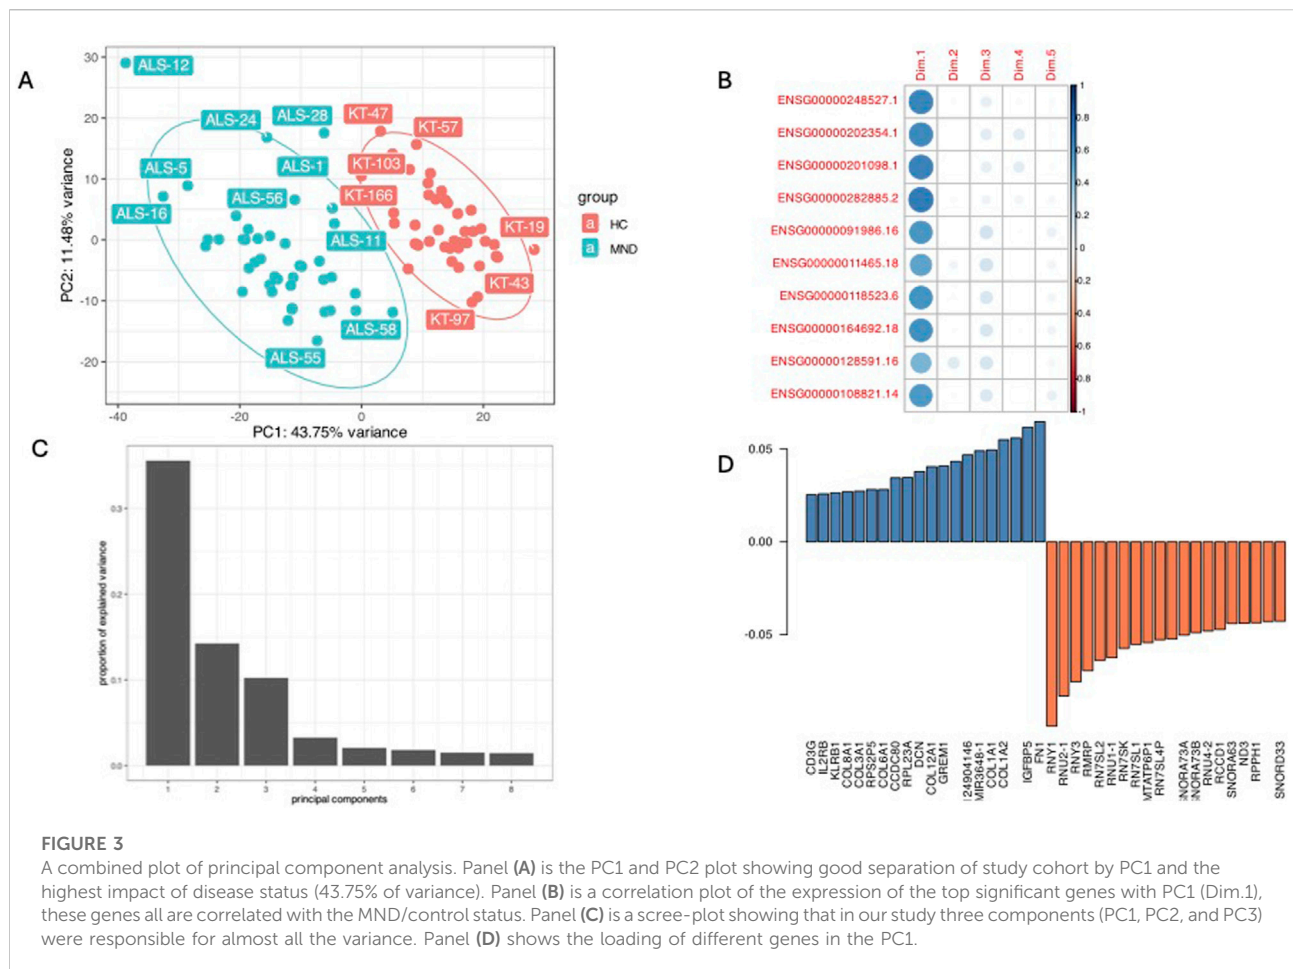 A
30
20
10
0
-10
-20
PC2: 11.48% variance
-40
-20
0
20
PC1: 43.75% variance
ALS-12
ALS-24
ALS-28
KT-47
KT-57
ALS-5
ALS-1
KT-103
ALS-16
ALS-56
KT-166
ALS-11
KT-19
KT-43
ALS-58
KT-97
ALS-55
group
a HC
a MND
B
Dim.1
Dim.2
Dim.3
Dim.4
Dim.5
ENSG00000248527.1
ENSG00000202354.1
ENSG00000201098.1
ENSG00000282885.2
ENSG00000091986.16
ENSG00000011465.18
ENSG00000118523.6
ENSG00000164692.18
ENSG00000128591.16
ENSG00000108821.14
1
0.8
0.6
0.4
0.2
0
-0.2
-0.4
-0.6
-0.8
-1
C
0.3
0.2
0.1
0.0
proportion of explained variance
1
2
3
4
5
6
7
8
principal components
D
0.05
0.00
-0.05
CD3G
IL2RB
KLRB1
COL8A1
COL3A1
RPS2P5
COL6A1
CCDC80
RPL23A
DCN
COL12A1
GREM1
124904146
MIR3648-1
COL1A1
COL1A2
IGFBP5
FN1
RNY1
RNU2-1
RNY3
RMRP
RN7SL2
RNU1-1
RN7SK
RN7SL1
MTATP6P1
RN7SL4P
SNORA73A
SNORA73B
RNU4-2
RCCD1
SNORA63
ND3
RPPH1
SNORD33
FIGURE 3
A combined plot of principal component analysis. Panel (A) is the PC1 and PC2 plot showing good separation of study cohort by PC1 and the
highest impact of disease status (43.75% of variance). Panel (B) is a correlation plot of the expression of the top significant genes with PC1 (Dim.1),
these genes all are correlated with the MND/control status. Panel (C) is a scree-plot showing that in our study three components (PC1, PC2, and PC3)
were responsible for almost all the variance. Panel (D) shows the loading of different genes in the PC1.